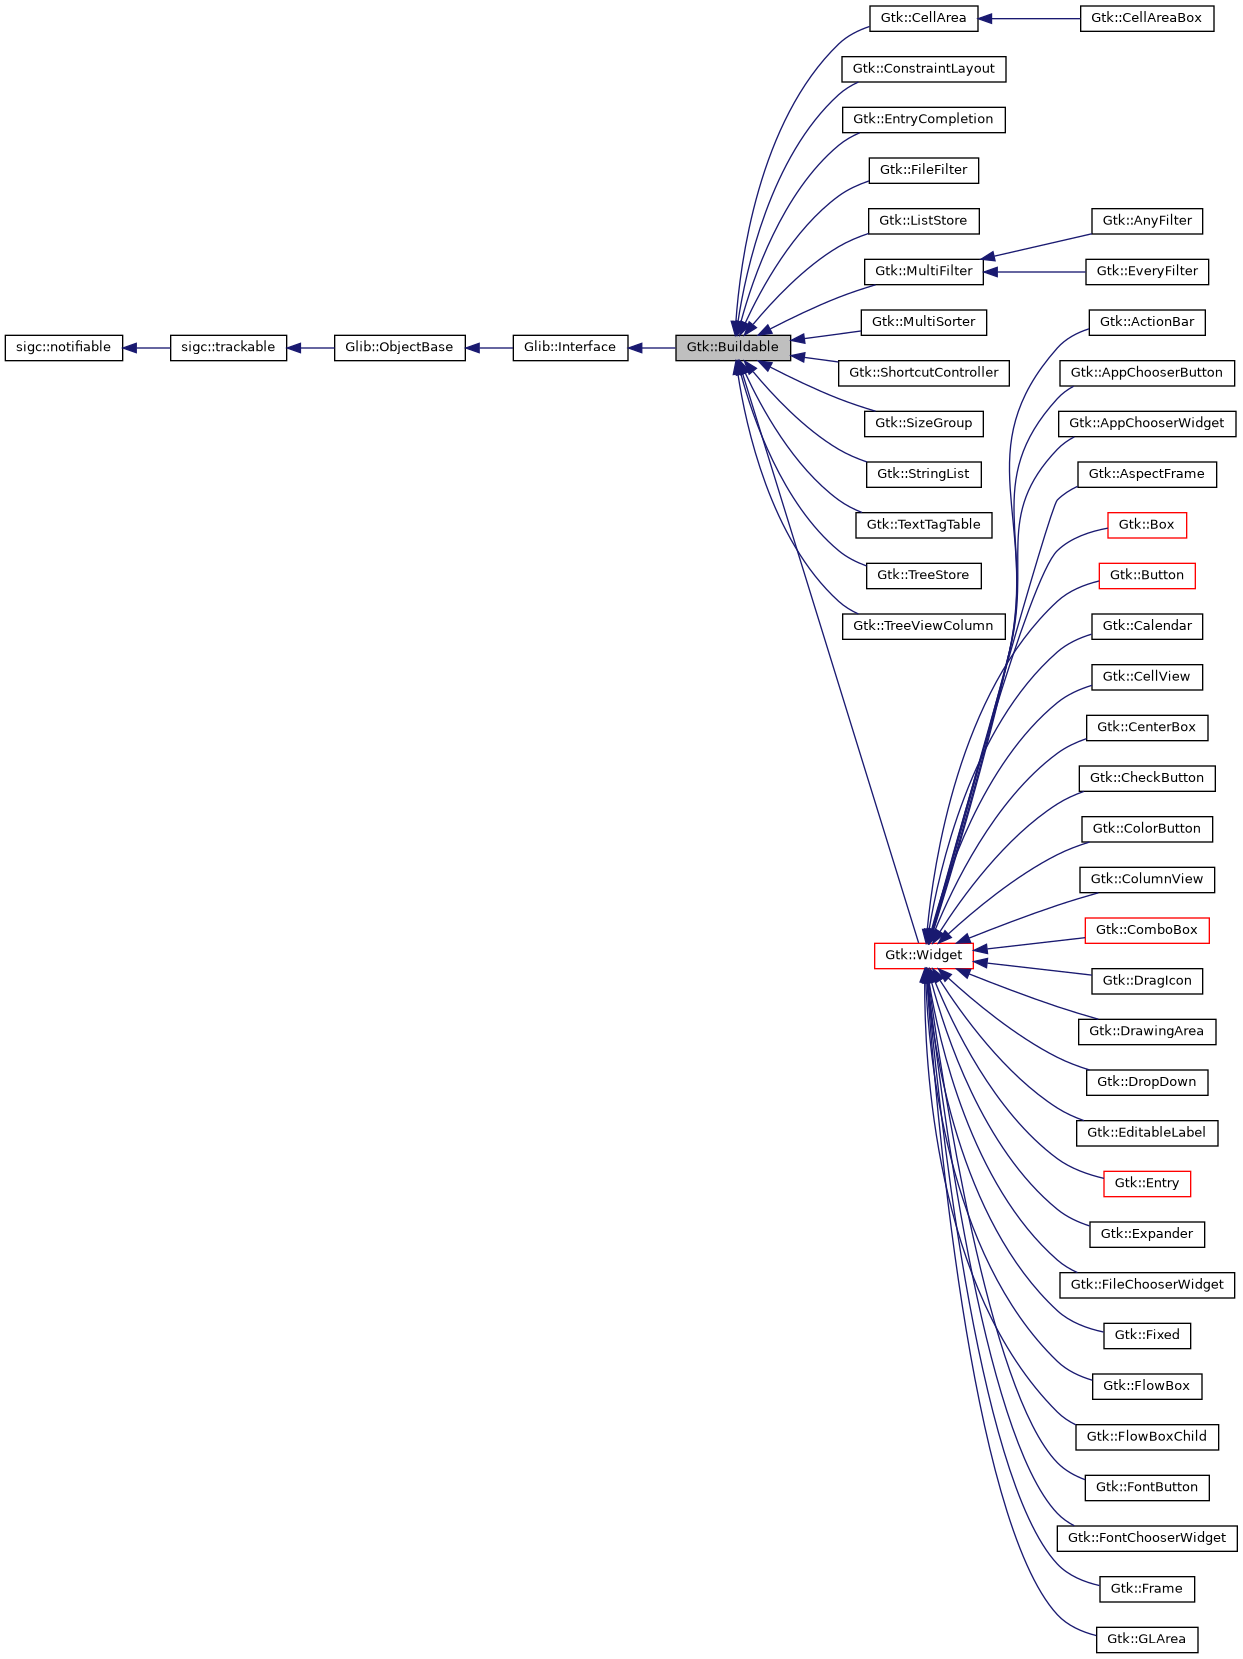 Gtk::CellArea
Gtk::CellAreaBox
Gtk::ConstraintLayout
Gtk::EntryCompletion
Gtk::FileFilter
Gtk::ListStore
Gtk::AnyFilter
Gtk::MultiFilter
Gtk::EveryFilter
Gtk::MultiSorter
Gtk::ActionBar
sigc::notifiable
sigc::trackable
Glib::ObjectBase
Glib::Interface
Gtk::Buildable
Gtk::ShortcutController
Gtk::AppChooserButton
Gtk::SizeGroup
Gtk::AppChooserWidget
Gtk::StringList
Gtk::AspectFrame
Gtk::TextTagTable
Gtk::Box
Gtk::TreeStore
Gtk::Button
Gtk::TreeViewColumn
Gtk::Calendar
Gtk::CellView
Gtk::CenterBox
Gtk::CheckButton
Gtk::ColorButton
Gtk::ColumnView
Gtk::ComboBox
Gtk::Widget
Gtk::DragIcon
Gtk::DrawingArea
Gtk::DropDown
Gtk::EditableLabel
Gtk::Entry
Gtk::Expander
Gtk::FileChooserWidget
Gtk::Fixed
Gtk::FlowBox
Gtk::FlowBoxChild
Gtk::FontButton
Gtk::FontChooserWidget
Gtk::Frame
Gtk::GLArea